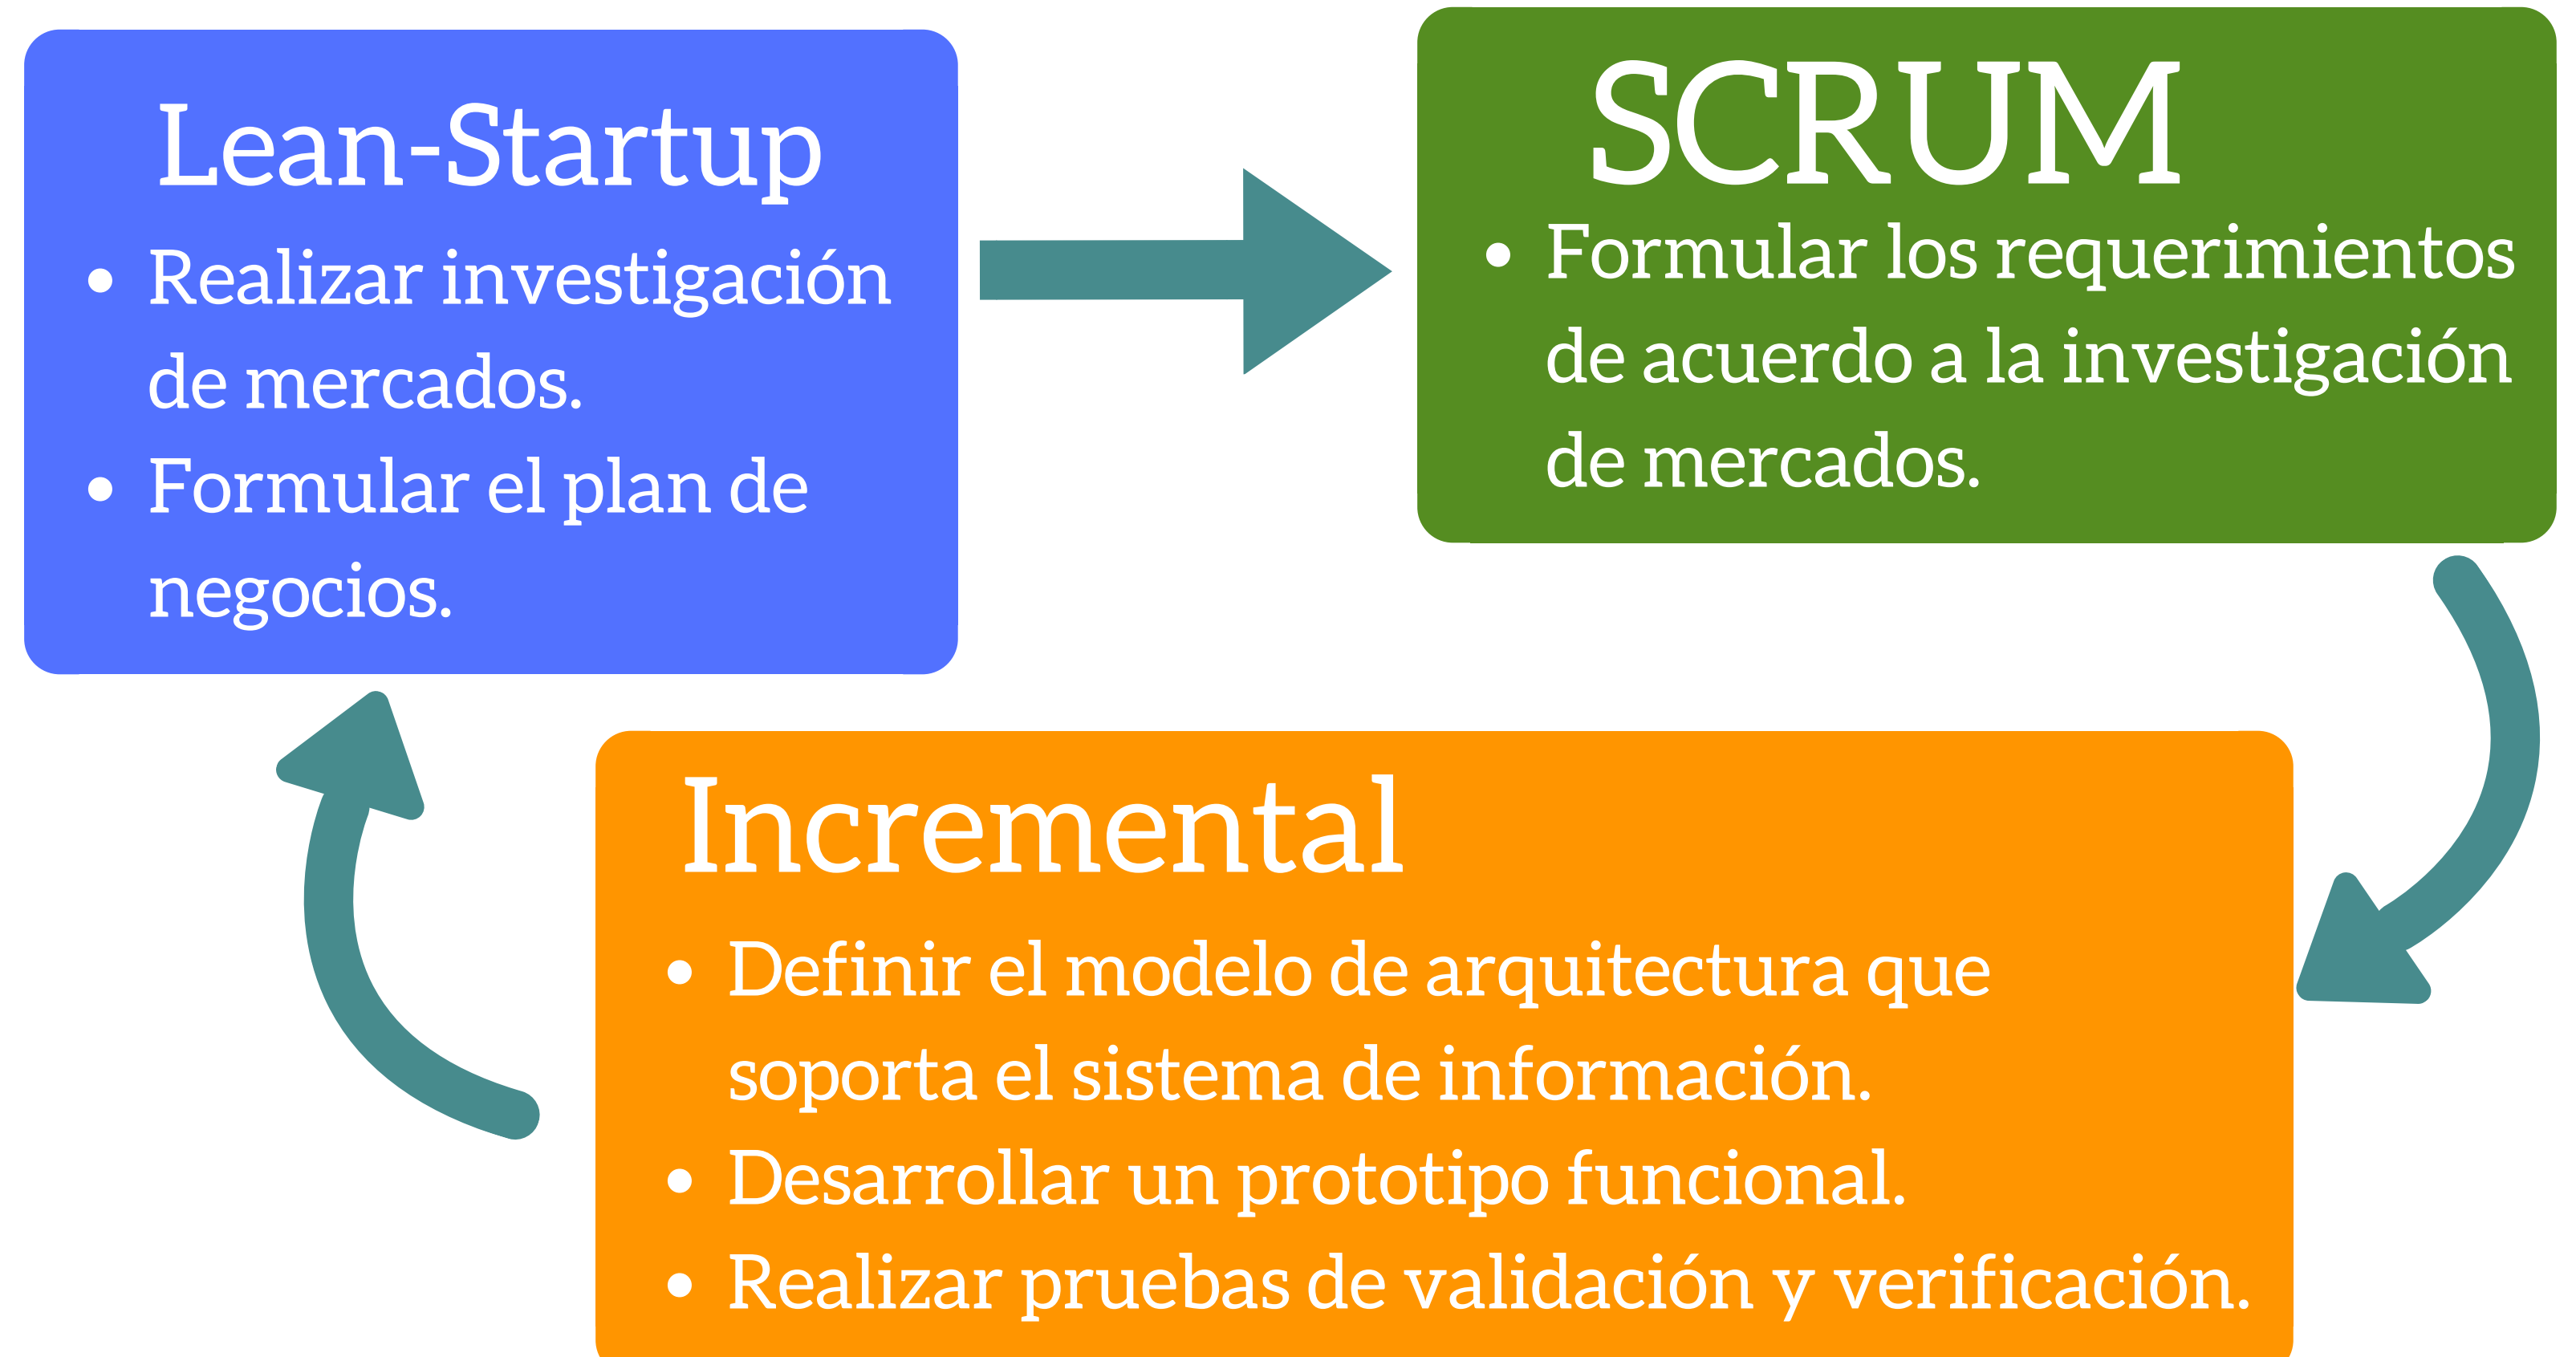 Lean-Startup
• Realizar investigación
de mercados.
• Formular el plan de
negocios.
SCRUM
• Formular los requerimientos
de acuerdo a la investigación
de mercados.
Incremental
• Definir el modelo de arquitectura que
soporta el sistema de información.
• Desarrollar un prototipo funcional.
• Realizar pruebas de validación y verificación.